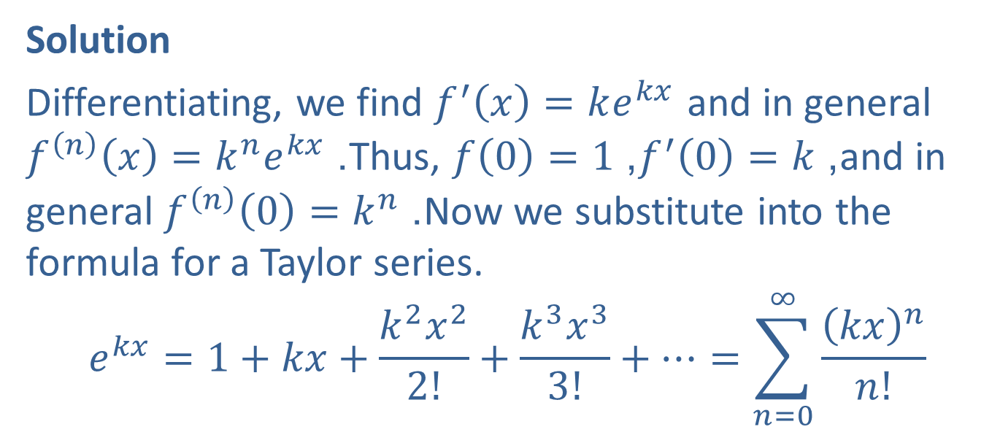 Solution
Differentiating, we find f′(x) = ke^{kx} and in general
f^{(n)}(x) = k^n e^{kx} .Thus, f(0) = 1 ,f′(0) = k ,and in
general f^{(n)}(0) = k^n .Now we substitute into the
formula for a Taylor series.
e^{kx} = 1 + kx + \frac{k^2x^2}{2!} + \frac{k^3x^3}{3!} + ⋯ = \sum_{n=0}^{∞} \frac{(kx)^n}{n!}